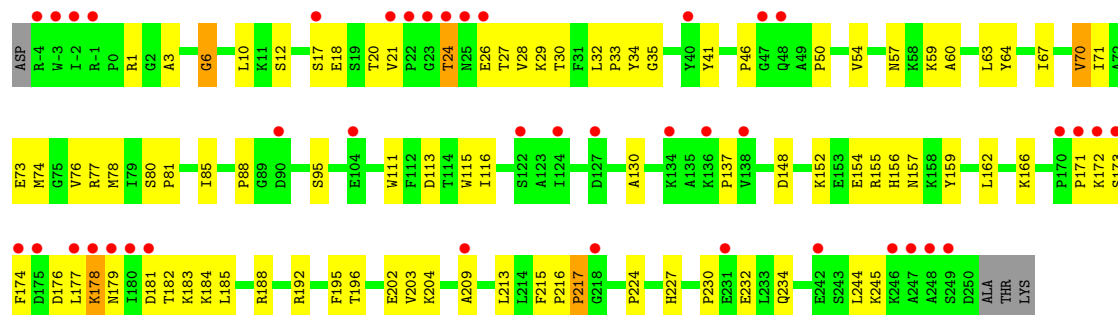 ASP R-4 W-3 I-2 R-1 P0 R1 G2 A3 G6 L10 K11 S12 S17 E18 S19 T20 V21 P22 G23 T24 N25 E26 T27 V28 K29 T30 F31 L32 P33 Y34 G35 Y40 Y41 P46 G47 Q48 A49 P50 V54 N57 K58 K59 A60 L63 Y64 I67 V70 I71 A72
E73 M74 G75 V76 R77 M78 I79 S80 P81 I85 P88 G89 D90 S95 E104 W111 F112 D113 T114 W115 I116 S122 A123 I124 D127 A130 K134 A135 K136 P137 V138 D148 K152 E153 E154 R155 H156 N157 K158 Y159 L162 K166 P170 P171 K172 S173
F174 D175 D176 L177 K178 N179 I180 D181 T182 K183 K184 L185 R188 R192 F195 T196 E202 V203 K204 A209 L213 L214 F215 P216 P217 G218 P224 H227 P230 E231 E232 L233 Q234 E242 S243 L244 K245 K246 A247 A248 S249 D250 ALA THR LYS